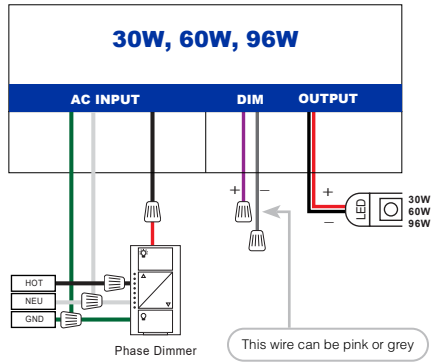 30W, 60W, 96W
AC INPUT
DIM
OUTPUT
+
−
+
−
LED
30W
60W
96W
HOT
NEU
GND
Phase Dimmer
This wire can be pink or grey